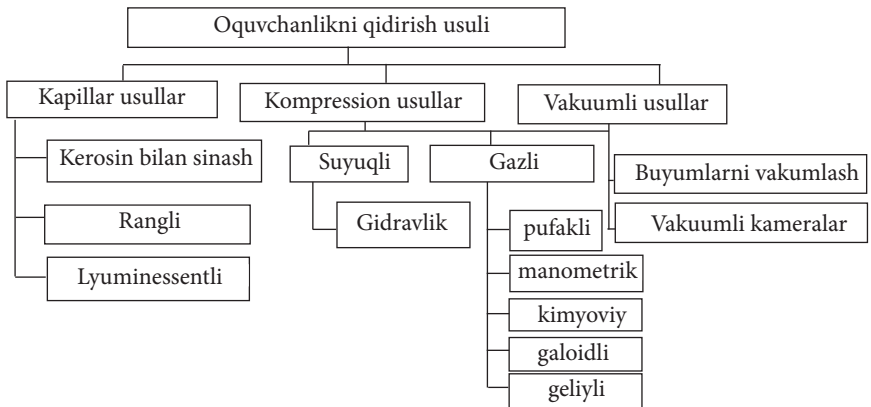 Oquvchanlikni qidirish usuli
Kapillar usullar
Kompression usullar
Vakuumli usullar
Kerosin bilan sinash
Suyuqli
Gazli
Buyumlarni vakumlash
Rangli
Gidravlik
pufakli
Vakuumli kameralar
Lyuminessentli
manometrik
kimyoviy
galoidli
geliyli